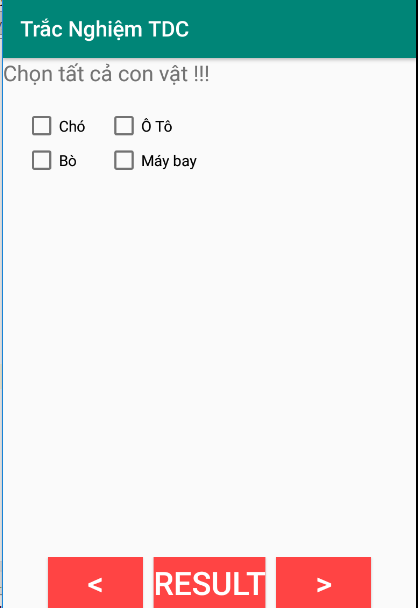 Trắc Nghiệm TDC
Chọn tất cả con vật !!!
Chó Ô Tô
Bò Máy bay
< RESULT >